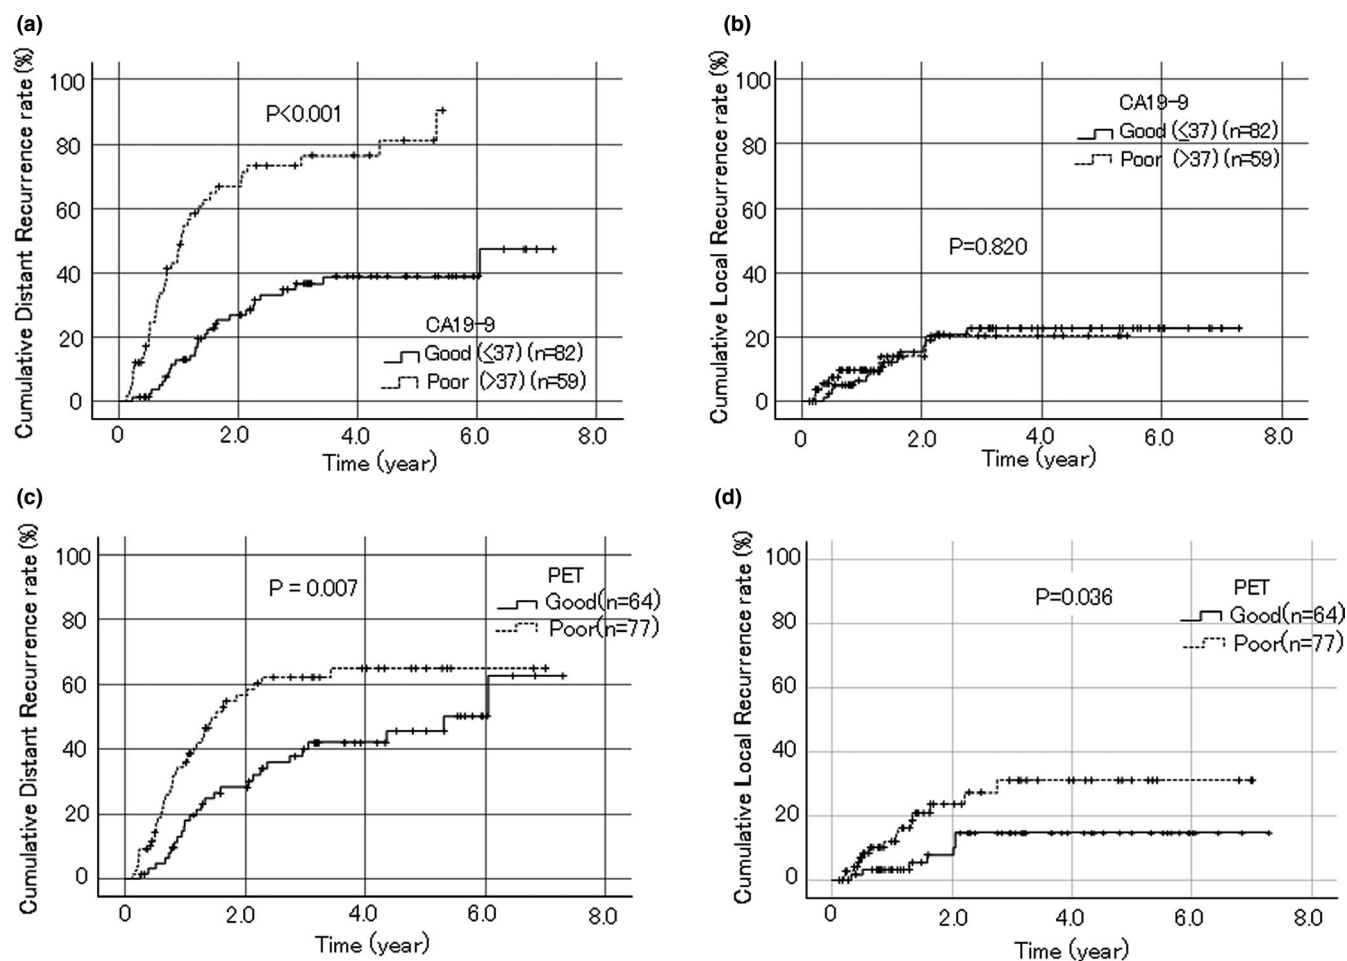 (a)
Cumulative Distant Recurrence rate (%)
100
80
60
40
20
0
P<0.001
CA19-9
Good (≤37) (n=82)
Poor (>37) (n=59)
0 2.0 4.0 6.0 8.0
Time (year)
(b)
Cumulative Local Recurrence rate (%)
100
80
60
40
20
0
CA19-9
Good (≤37) (n=82)
Poor (>37) (n=59)
P=0.820
0 2.0 4.0 6.0 8.0
Time (year)
(c)
Cumulative Distant Recurrence rate (%)
100
80
60
40
20
0
P = 0.007
PET
Good(n=64)
Poor(n=77)
0 2.0 4.0 6.0 8.0
Time (year)
(d)
Cumulative Local Recurrence rate (%)
100
80
60
40
20
0
P=0.036
PET
Good(n=64)
Poor(n=77)
0 2.0 4.0 6.0 8.0
Time (year)